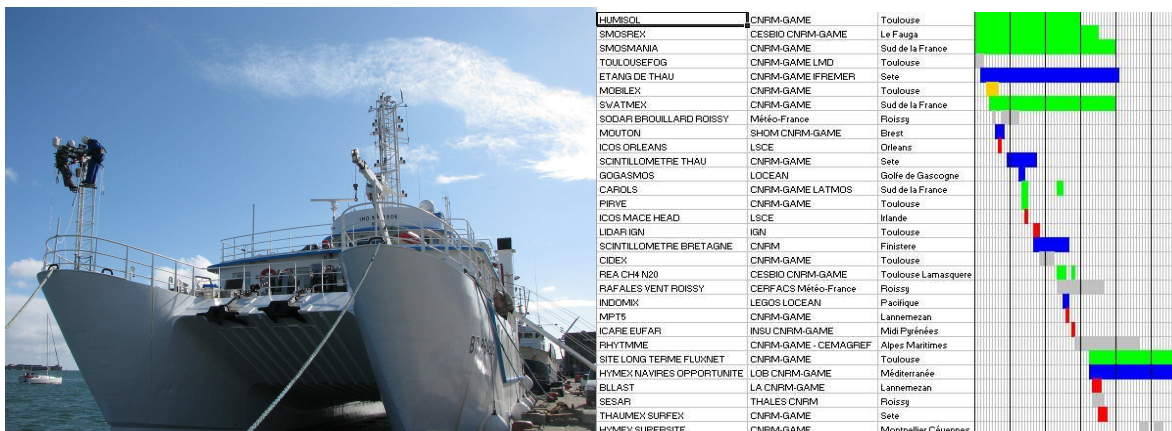 HUMISOL CNRM-GAME Toulouse
SMOSREX CESBIO CNRM-GAME Le Fauga
SMOSMANIA CNRM-GAME Sud de la France
TOULOUSEFOG CNRM-GAME LMD Toulouse
ETANG DE THAU CNRM-GAME IFREMER Sete
MOBILEX CNRM-GAME Toulouse
SWATMEX CNRM-GAME Sud de la France
SODAR BROUILLARD ROISSY Météo-France Roissy
MOUTON SHOM CNRM-GAME Brest
ICOS ORLEANS LSCE Orleans
SCINTILLOMETRE THAU CNRM-GAME Sete
GOGASMOS LOCEAN Golfe de Gascogne
CAROLS CNRM-GAME LATMOS Sud de la France
PIRVE CNRM-GAME Toulouse
ICOS MACE HEAD LSCE Irlande
LIDAR IGN IGN Toulouse
SCINTILLOMETRE BRETAGNE CNRM Finistere
CIDEX CNRM-GAME Toulouse
REA CH4 N20 CESBIO CNRM-GAME Toulouse Lamasquere
RAFALES VENT ROISSY CERFACS Météo-France Roissy
INDOMIX LEGOS LOCEAN Pacifique
MPT5 CNRM-GAME Lannemezan
ICARE EUFAR INSU CNRM-GAME Midi Pyrénées
RHYTMME CNRM-GAME - CEMAGREF Alpes Maritimes
SITE LONG TERME FLUXNET CNRM-GAME Toulouse
HYMEX NAVIRES OPPORTUNITE LOB CNRM-GAME Méditerranée
BLLAST LA CNRM-GAME Lannemezan
SESAR THALES CNRM Roissy
THAUMEX SURFEX CNRM-GAME Sete
HYMEX SUPERSITE CNRM-GAME Montpellier Cévennes